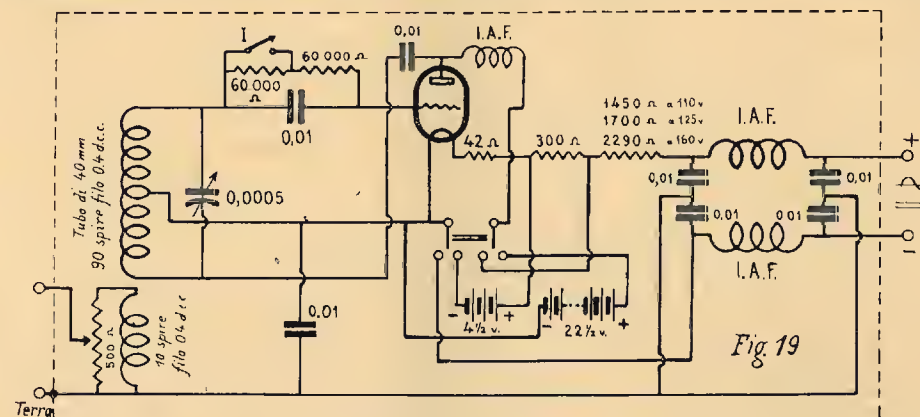 I
60.000 Ω
60.000
Ω
0,01
0,01
I.A.F.
42 Ω
300 Ω
1450 Ω a 110 v
1700 Ω a 125 v
2290 Ω a 160 v
I.A.F.
+
0,01
0,01
0,01
0.01
I.A.F.
-
Tubo di 40 mm
90 spire filo 0.4 d.c.c.
0,0005
0.01
- 4½ v. +
- 22½ v. +
500 Ω
10 spire
filo 0.4 d.c.c
Terra
Fig. 19